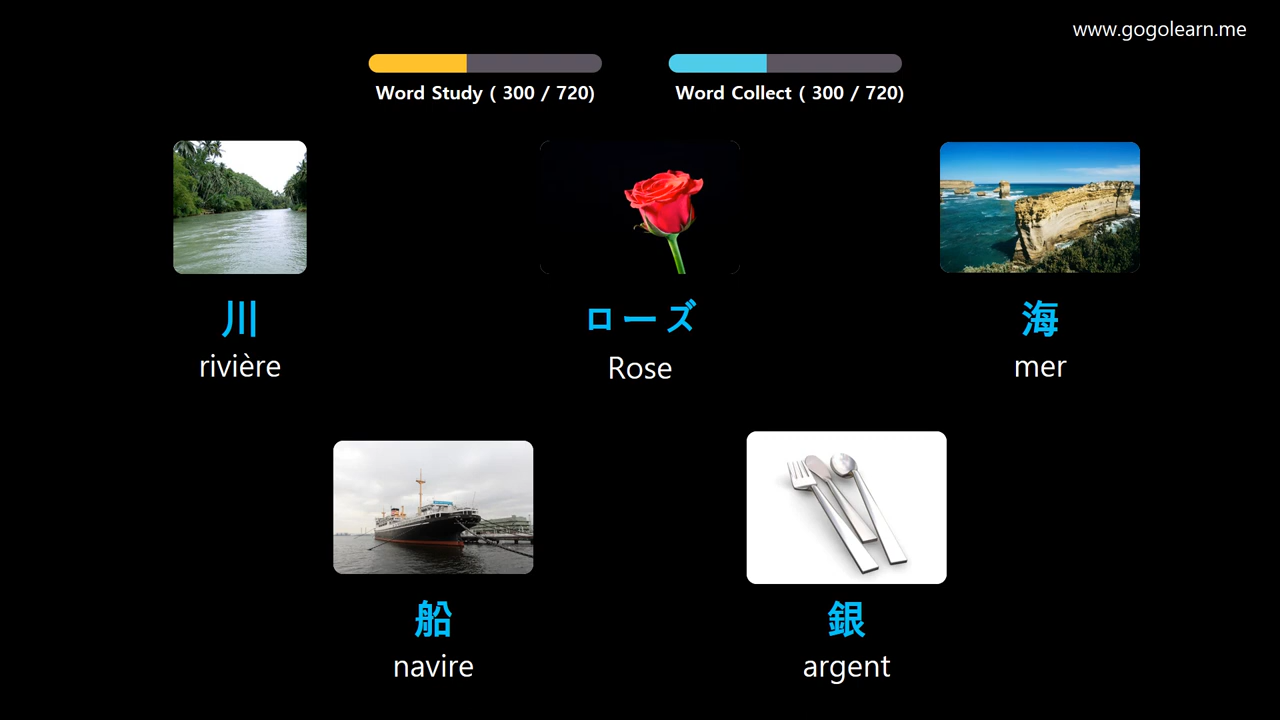 www.gogolearn.me
Word Study ( 300 / 720)
Word Collect ( 300 / 720)
川
rivière
ローズ
Rose
海
mer
船
navire
銀
argent